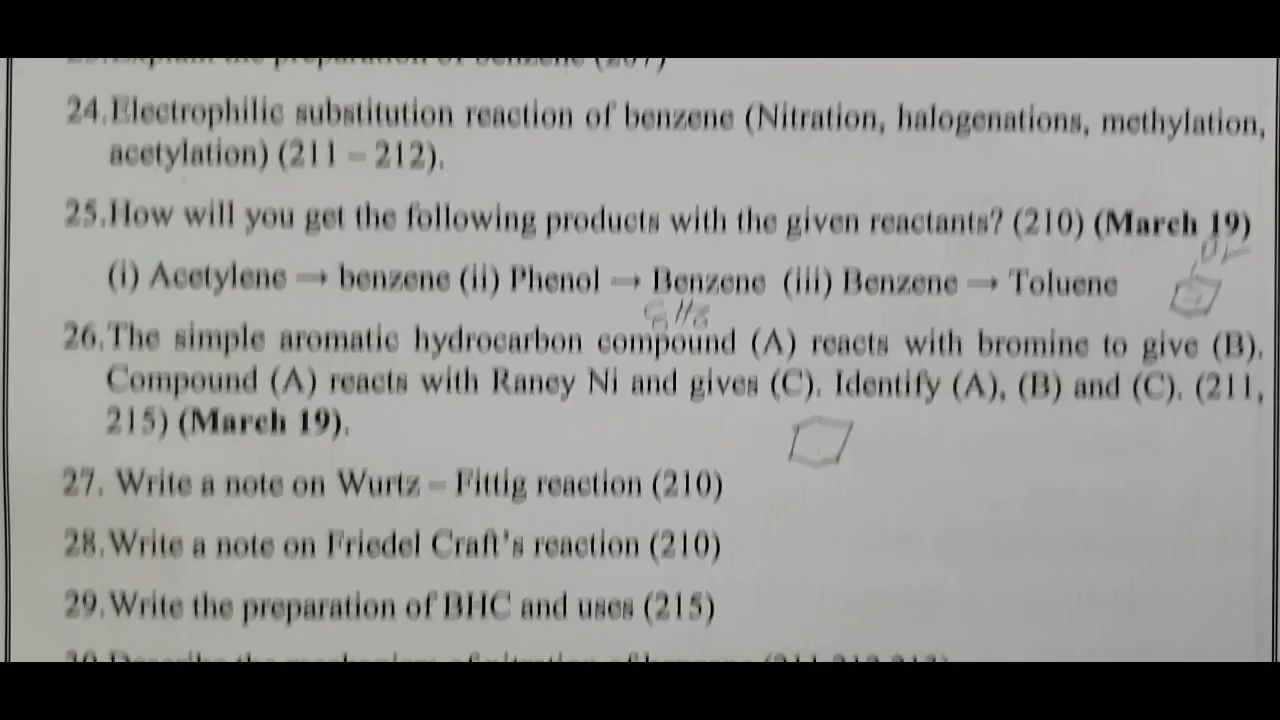 24.Electrophilic substitution reaction of benzene (Nitration, halogenations, methylation,
acetylation) (211 – 212).
25.How will you get the following products with the given reactants? (210) (March 19)
(i) Acetylene → benzene (ii) Phenol → Benzene (iii) Benzene → Toluene
26.The simple aromatic hydrocarbon compound (A) reacts with bromine to give (B).
Compound (A) reacts with Raney Ni and gives (C). Identify (A), (B) and (C). (211,
215) (March 19).
27. Write a note on Wurtz – Fittig reaction (210)
28.Write a note on Friedel Craft's reaction (210)
29.Write the preparation of BHC and uses (215)